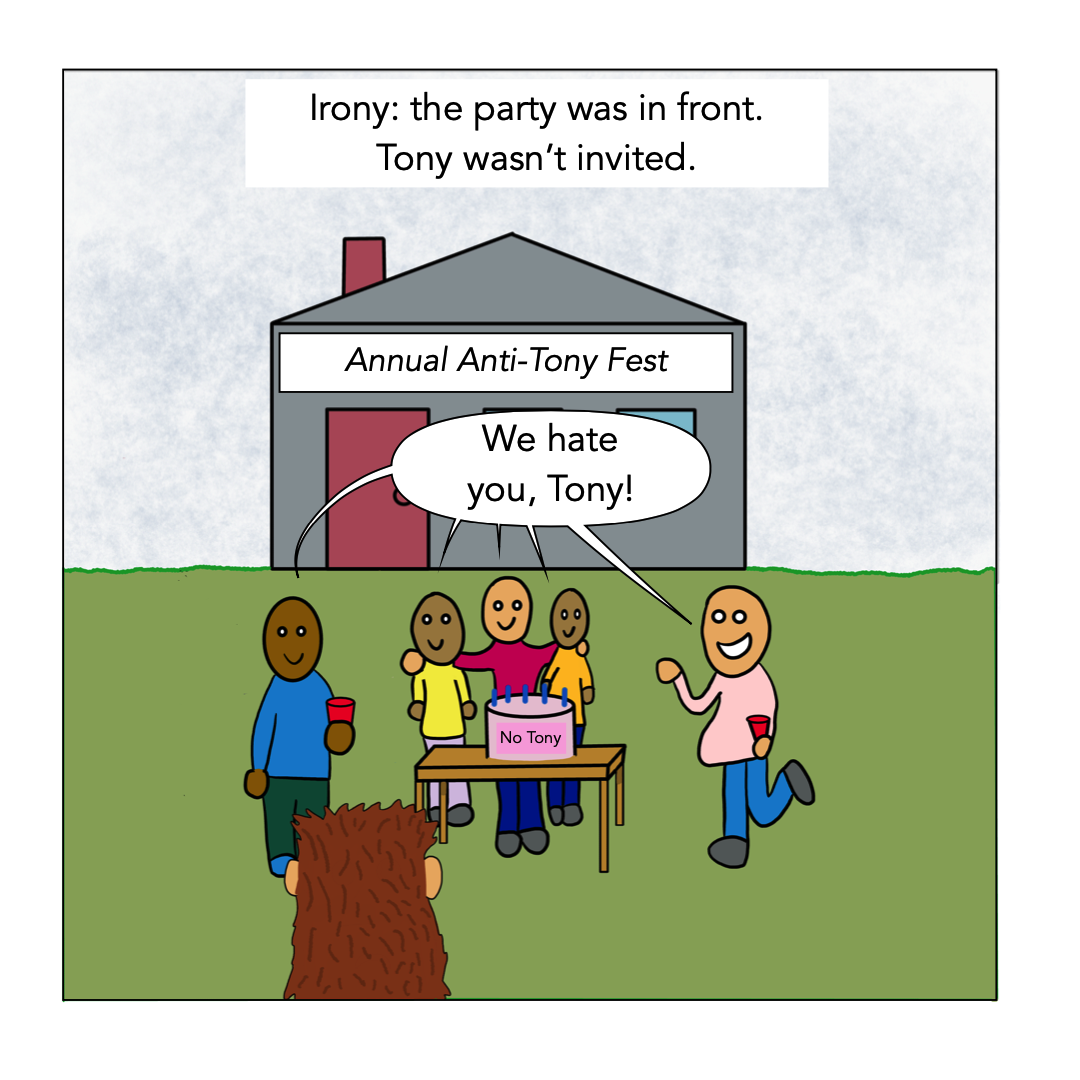 Irony: the party was in front.
Tony wasn’t invited.
Annual Anti-Tony Fest
We hate
you, Tony!
No Tony